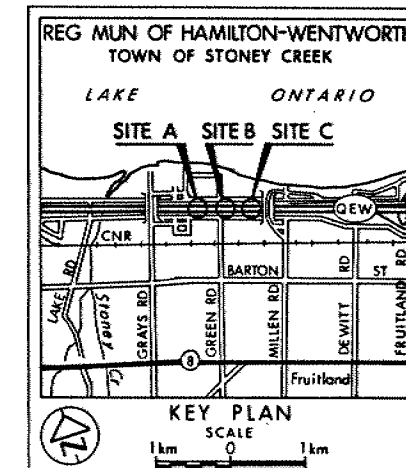 REG MUN OF HAMILTON-WENTWORTH
TOWN OF STONEY CREEK
LAKE ONTARIO
SITE A SITE B SITE C
QEW
CNR
BARTON ST
LAKE RD
Stoney Cr
GRAYS RD
GREEN RD
MILLEN RD
DEWITT RD
FRUITLAND RD
8
Fruitland
KEY PLAN
SCALE
1km 0 1km